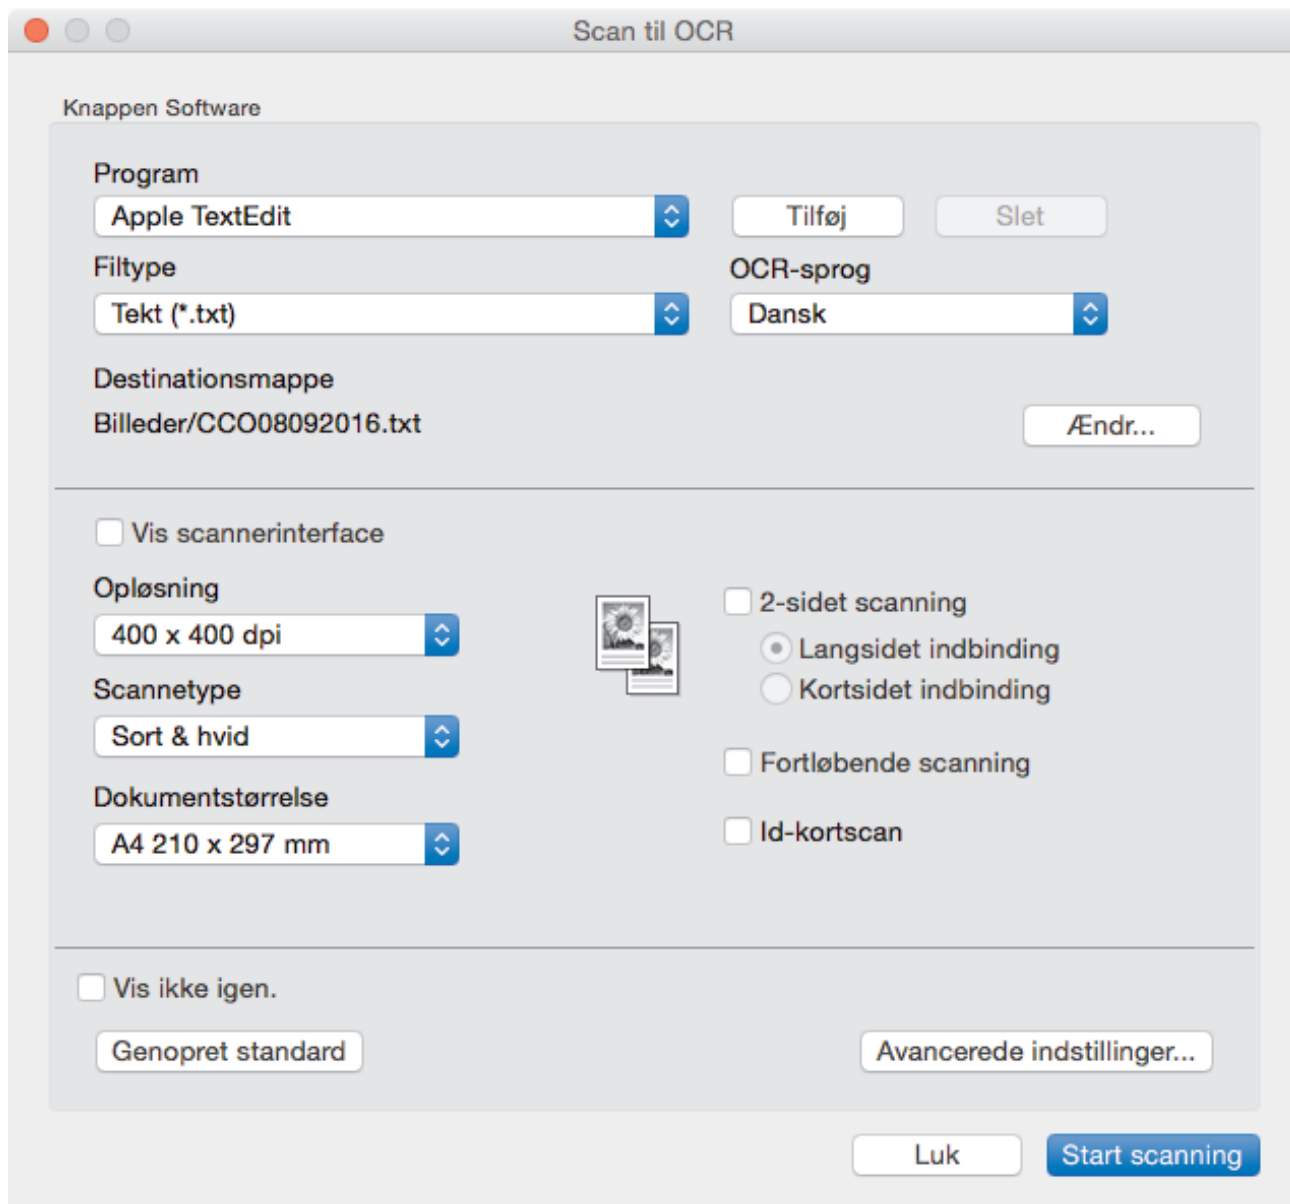 Scan til OCR
Knappen Software
Program
Apple TextEdit
Tilføj
Slet
Filtype
OCR-sprog
Tekt (*.txt)
Dansk
Destinationsmappe
Billeder/CCO08092016.txt
Ændr...
Vis scannerinterface
Opløsning
400 x 400 dpi
2-sidet scanning
Langsidet indbinding
Scannetype
Kortsidet indbinding
Sort & hvid
Fortløbende scanning
Dokumentstørrelse
A4 210 x 297 mm
Id-kortscan
Vis ikke igen.
Genopret standard
Avancerede indstillinger...
Luk
Start scanning